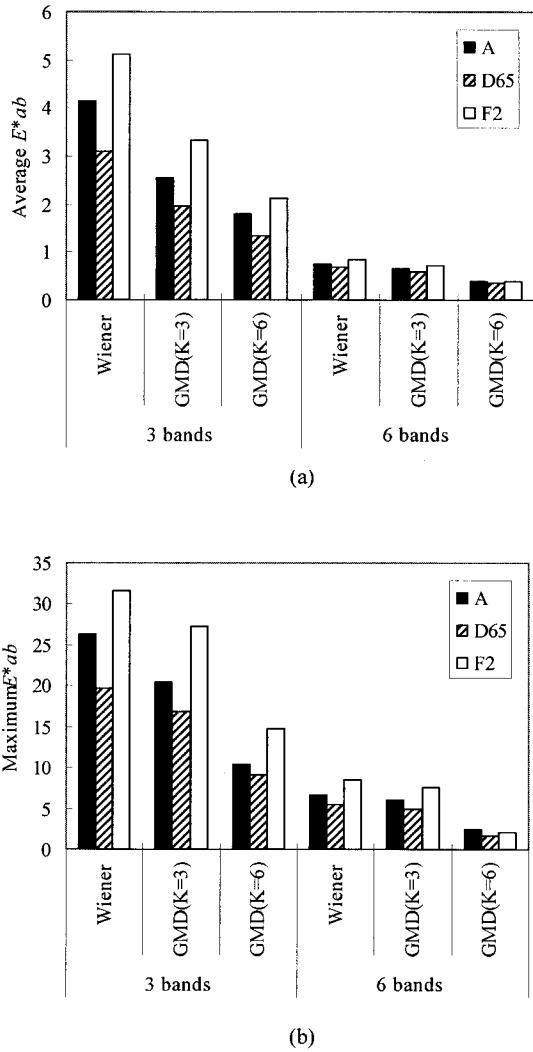 6
5
4
3
2
1
0
Average E*ab
A
D65
F2
Wiener
GMD(K=3)
GMD(K=6)
Wiener
GMD(K=3)
GMD(K=6)
3 bands
6 bands
(a)
35
30
25
20
15
10
5
0
MaximumE*ab
A
D65
F2
Wiener
GMD(K=3)
GMD(K=6)
Wiener
GMD(K=3)
GMD(K=6)
3 bands
6 bands
(b)